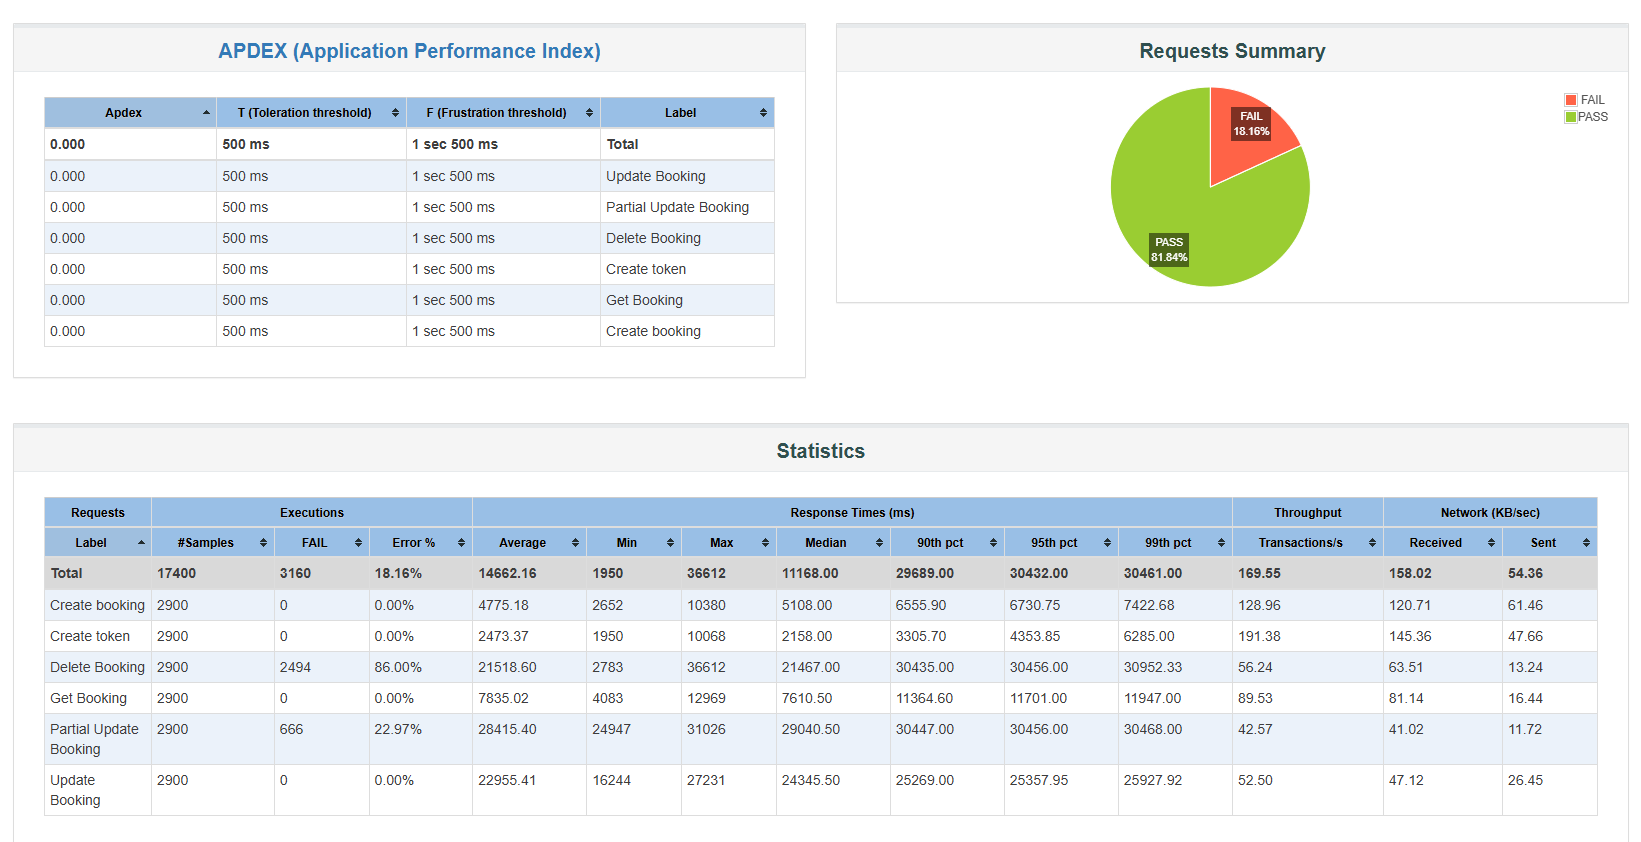 APDEX (Application Performance Index)
Apdex T (Toleration threshold) F (Frustration threshold) Label
0.000 500 ms 1 sec 500 ms Total
0.000 500 ms 1 sec 500 ms Update Booking
0.000 500 ms 1 sec 500 ms Partial Update Booking
0.000 500 ms 1 sec 500 ms Delete Booking
0.000 500 ms 1 sec 500 ms Create token
0.000 500 ms 1 sec 500 ms Get Booking
0.000 500 ms 1 sec 500 ms Create booking
Requests Summary
FAIL
18.16%
PASS
81.84%
FAIL
PASS
Statistics
Requests Executions Response Times (ms) Throughput Network (KB/sec)
Label #Samples FAIL Error % Average Min Max Median 90th pct 95th pct 99th pct Transactions/s Received Sent
Total 17400 3160 18.16% 14662.16 1950 36612 11168.00 29689.00 30432.00 30461.00 169.55 158.02 54.36
Create booking 2900 0 0.00% 4775.18 2652 10380 5108.00 6555.90 6730.75 7422.68 128.96 120.71 61.46
Create token 2900 0 0.00% 2473.37 1950 10068 2158.00 3305.70 4353.85 6285.00 191.38 145.36 47.66
Delete Booking 2900 2494 86.00% 21518.60 2783 36612 21467.00 30435.00 30456.00 30952.33 56.24 63.51 13.24
Get Booking 2900 0 0.00% 7835.02 4083 12969 7610.50 11364.60 11701.00 11947.00 89.53 81.14 16.44
Partial Update 2900 666 22.97% 28415.40 24947 31026 29040.50 30447.00 30456.00 30468.00 42.57 41.02 11.72
Booking
Update 2900 0 0.00% 22955.41 16244 27231 24345.50 25269.00 25357.95 25927.92 52.50 47.12 26.45
Booking